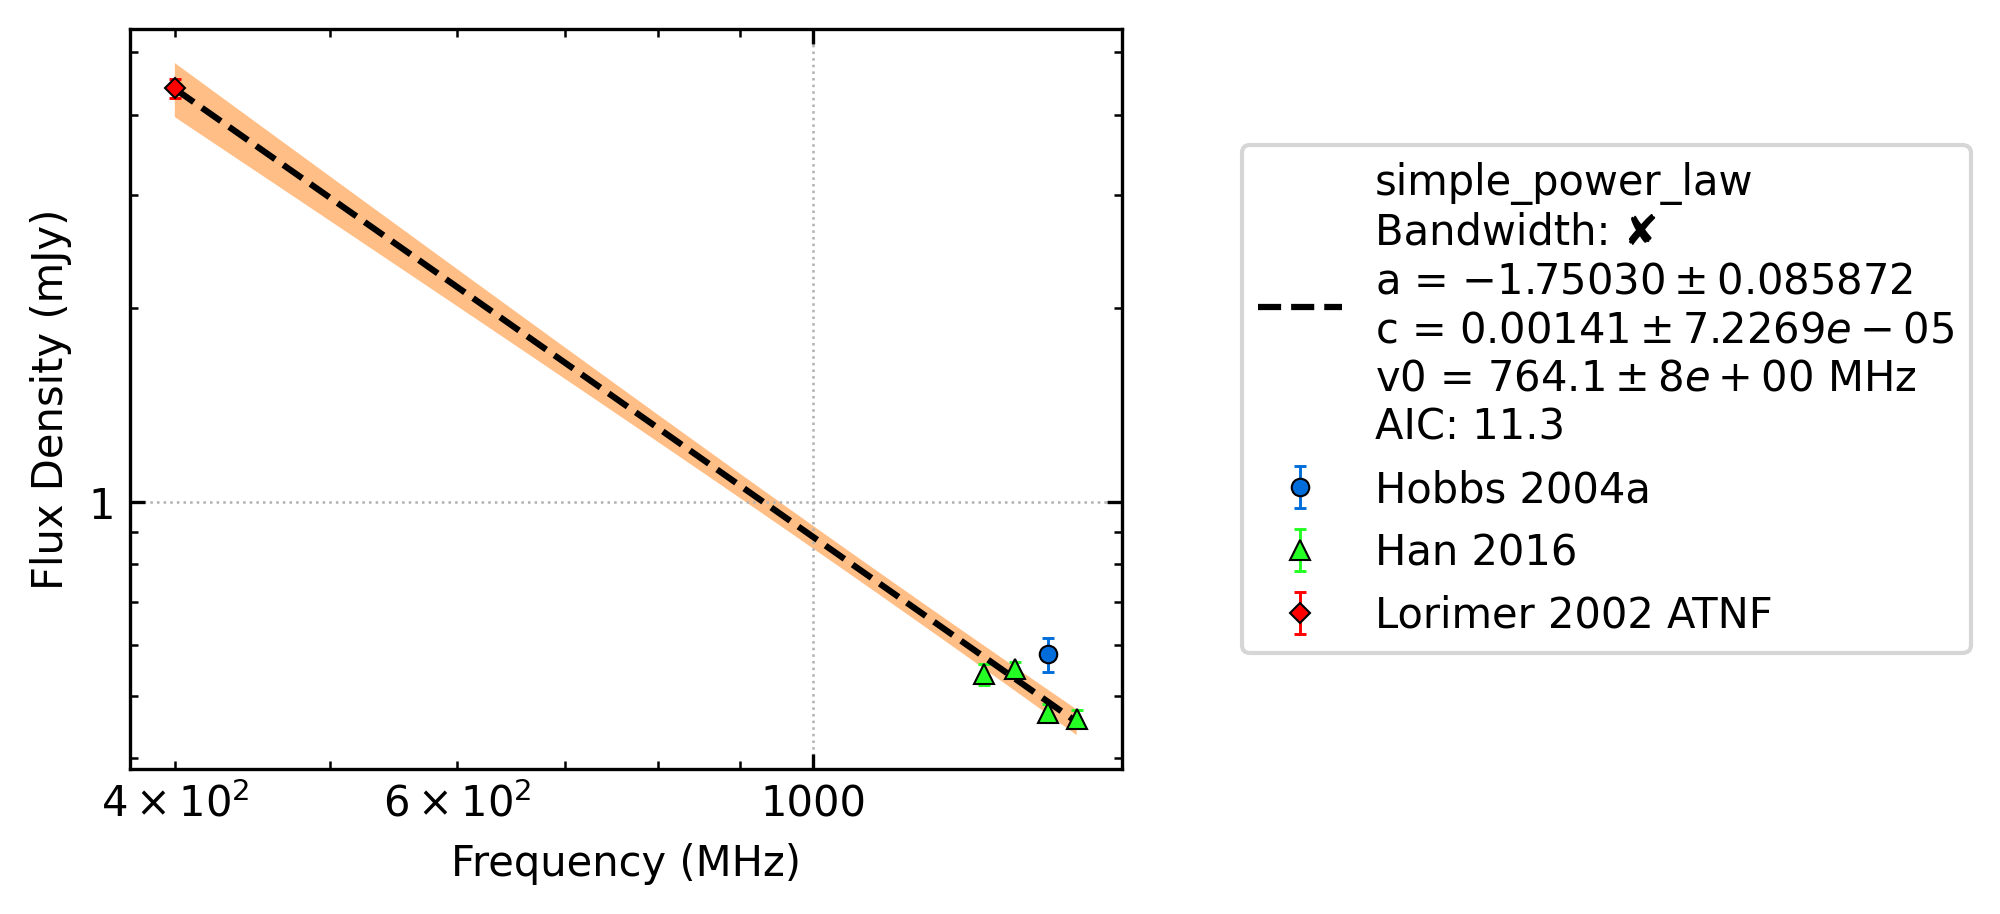 Flux Density (mJy)
1
4 × 10²
6 × 10²
1000
Frequency (MHz)
simple_power_law
Bandwidth: ✘
a = −1.75030 ± 0.085872
c = 0.00141 ± 7.2269e − 05
v0 = 764.1 ± 8e + 00 MHz
AIC: 11.3
Hobbs 2004a
Han 2016
Lorimer 2002 ATNF